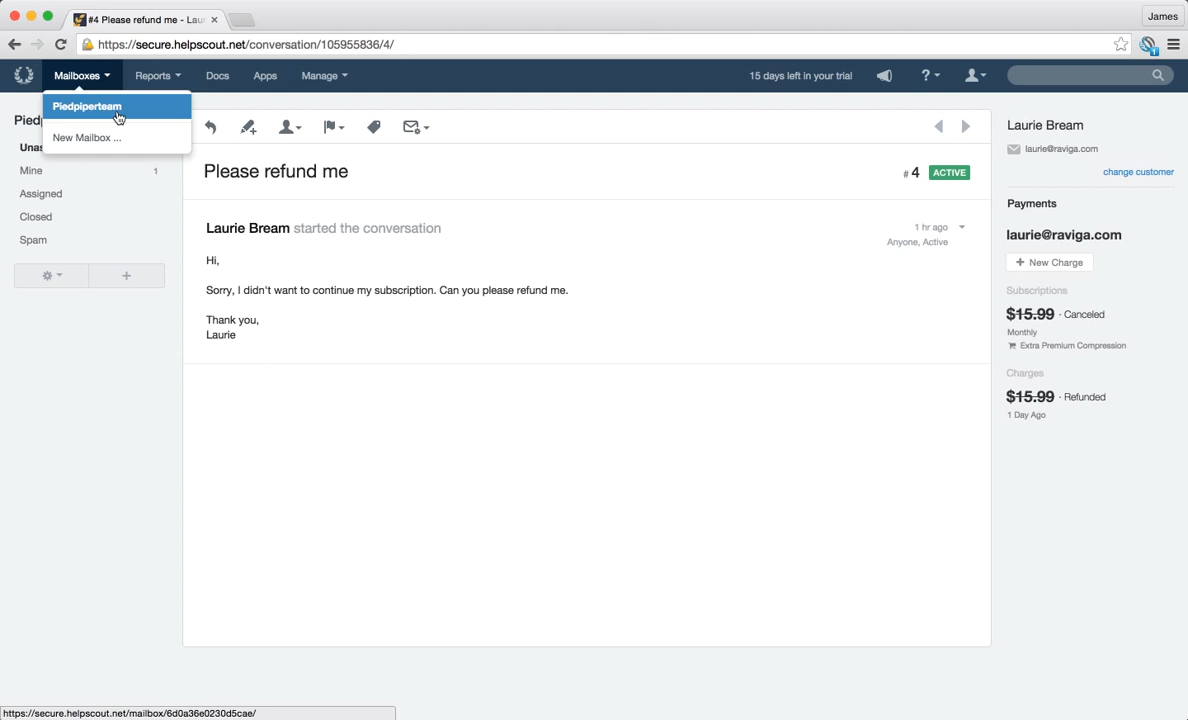 #4 Please refund me - Lau
James
https://secure.helpscout.net/conversation/105955836/4/
Mailboxes
Reports
Docs
Apps
Manage
15 days left in your trial
?
Piedpiperteam
New Mailbox ...
Pied
Unas
Mine 1
Assigned
Closed
Spam
+
Please refund me
# 4 ACTIVE
Laurie Bream started the conversation
1 hr ago
Anyone, Active
Hi,
Sorry, I didn't want to continue my subscription. Can you please refund me.
Thank you,
Laurie
Laurie Bream
laurie@raviga.com
change customer
Payments
laurie@raviga.com
+ New Charge
Subscriptions
$15.99 · Canceled
Monthly
Extra Premium Compression
Charges
$15.99 · Refunded
1 Day Ago
https://secure.helpscout.net/mailbox/6d0a36e0230d5cae/